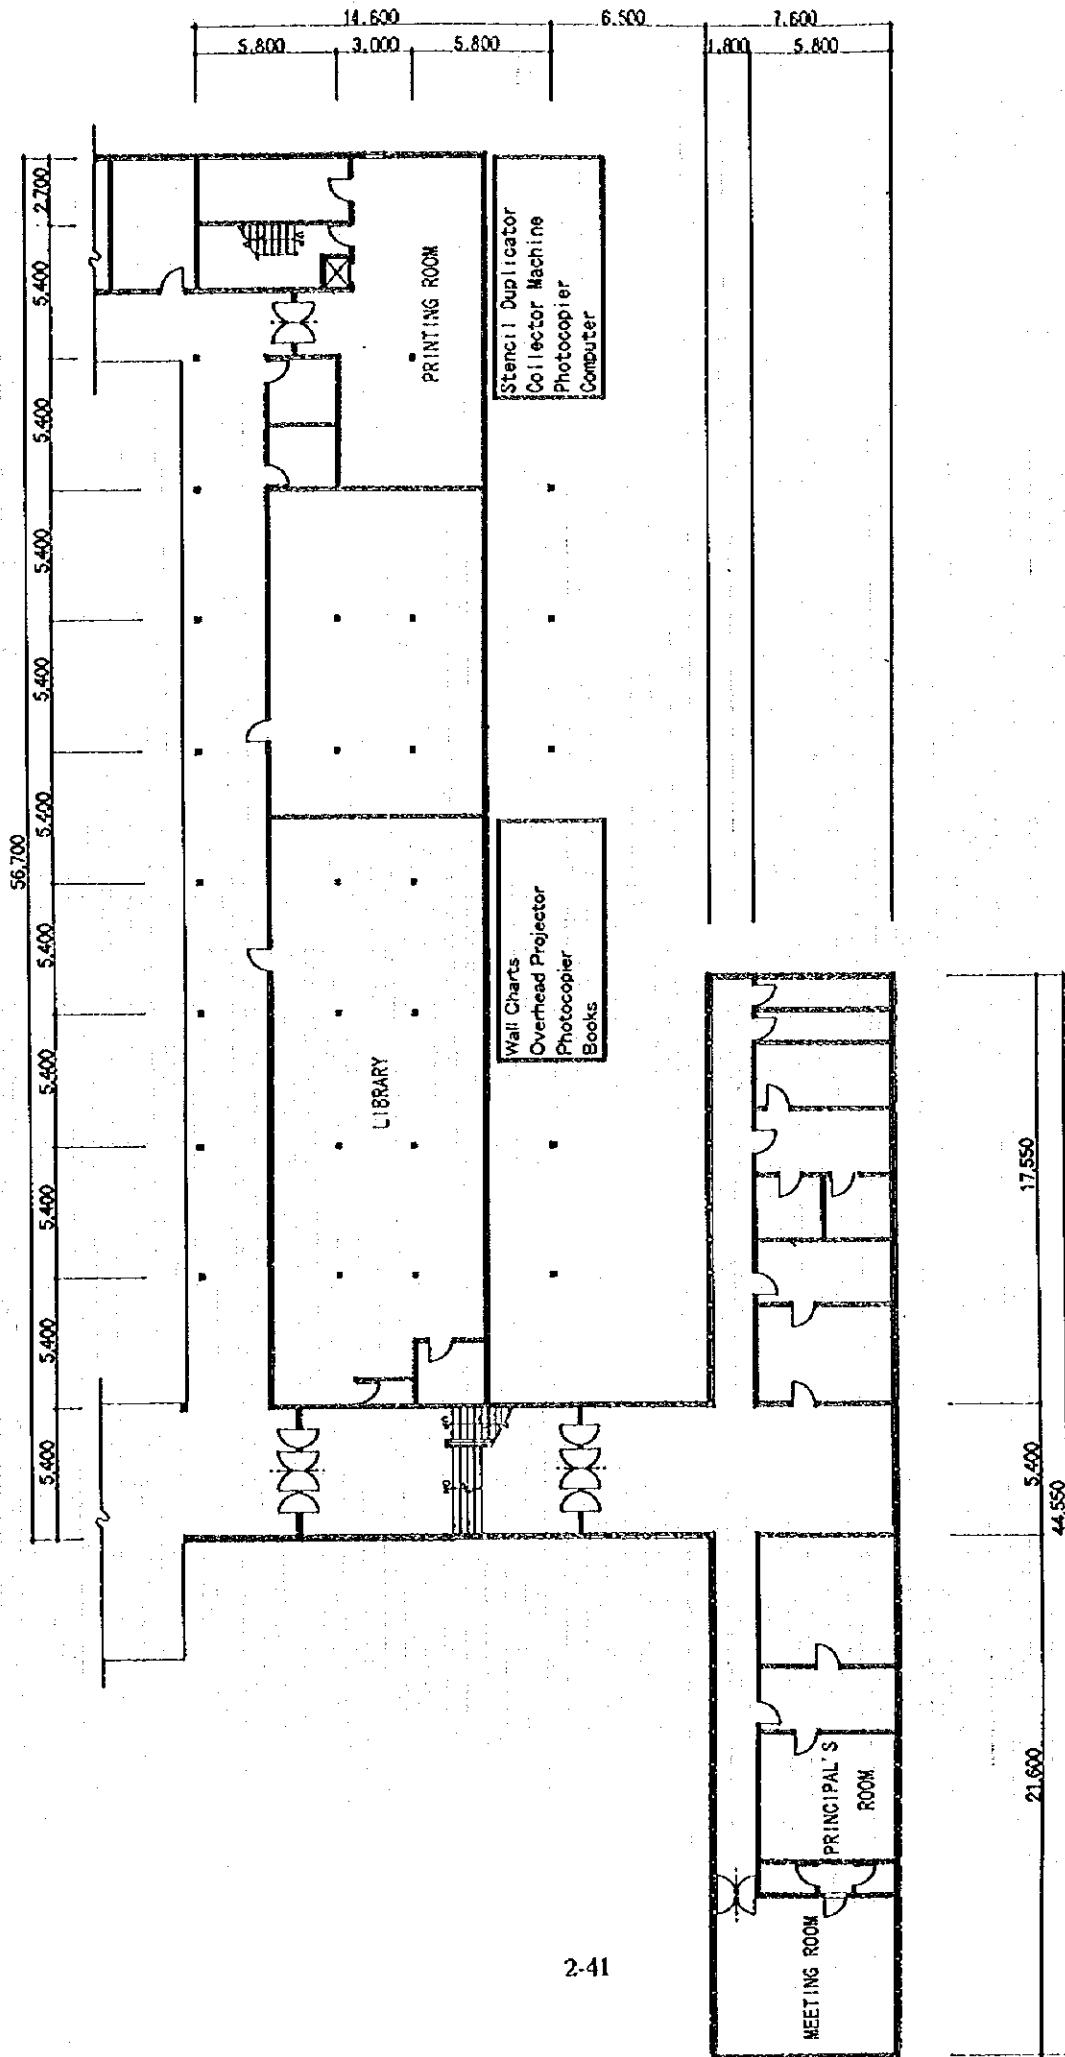 14.600
6.500
7.600
5.800
3.000
5.800
1.800
5.800
56.700
2.700
5.400
5.400
5.400
5.400
5.400
5.400
5.400
5.400
5.400
5.400
PRINTING ROOM
Stencil Duplicator
Collector Machine
Photocopier
Computer
LIBRARY
Wall Charts
Overhead Projector
Photocopier
Books
PRINCIPAL'S
ROOM
MEETING ROOM
17.550
5.400
21.600
44.550
2-41